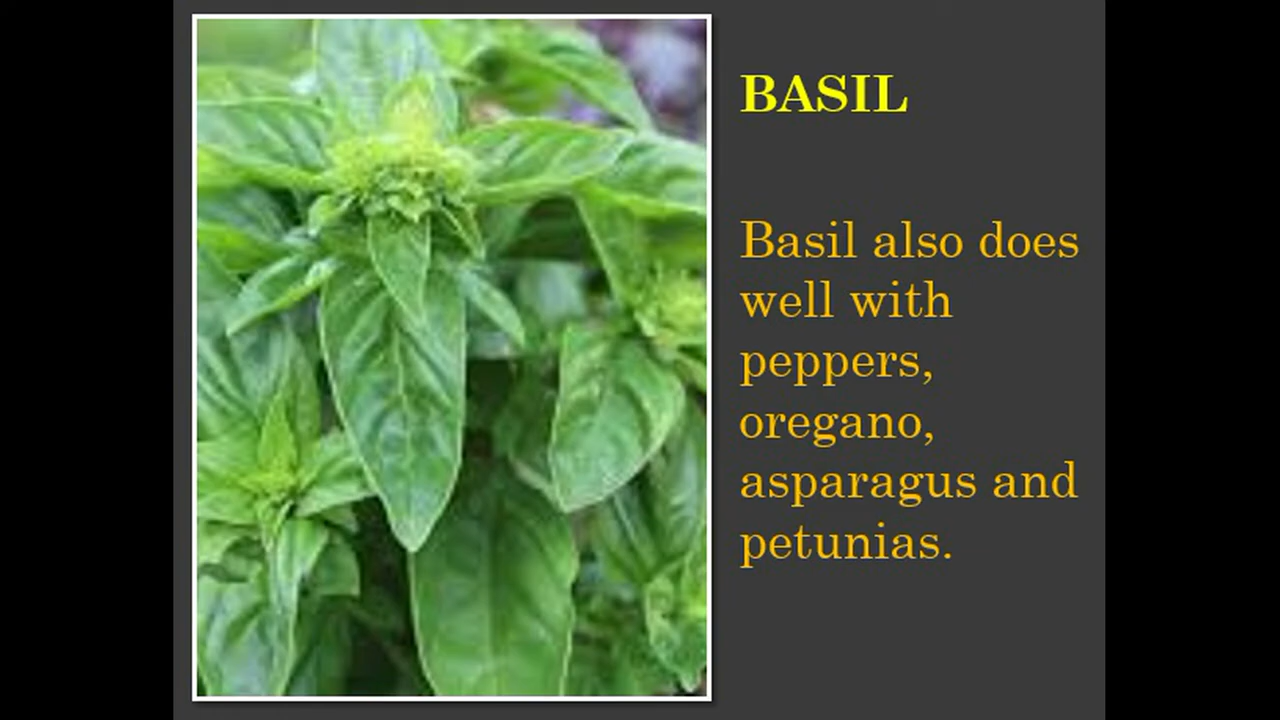 BASIL
Basil also does
well with
peppers,
oregano,
asparagus and
petunias.